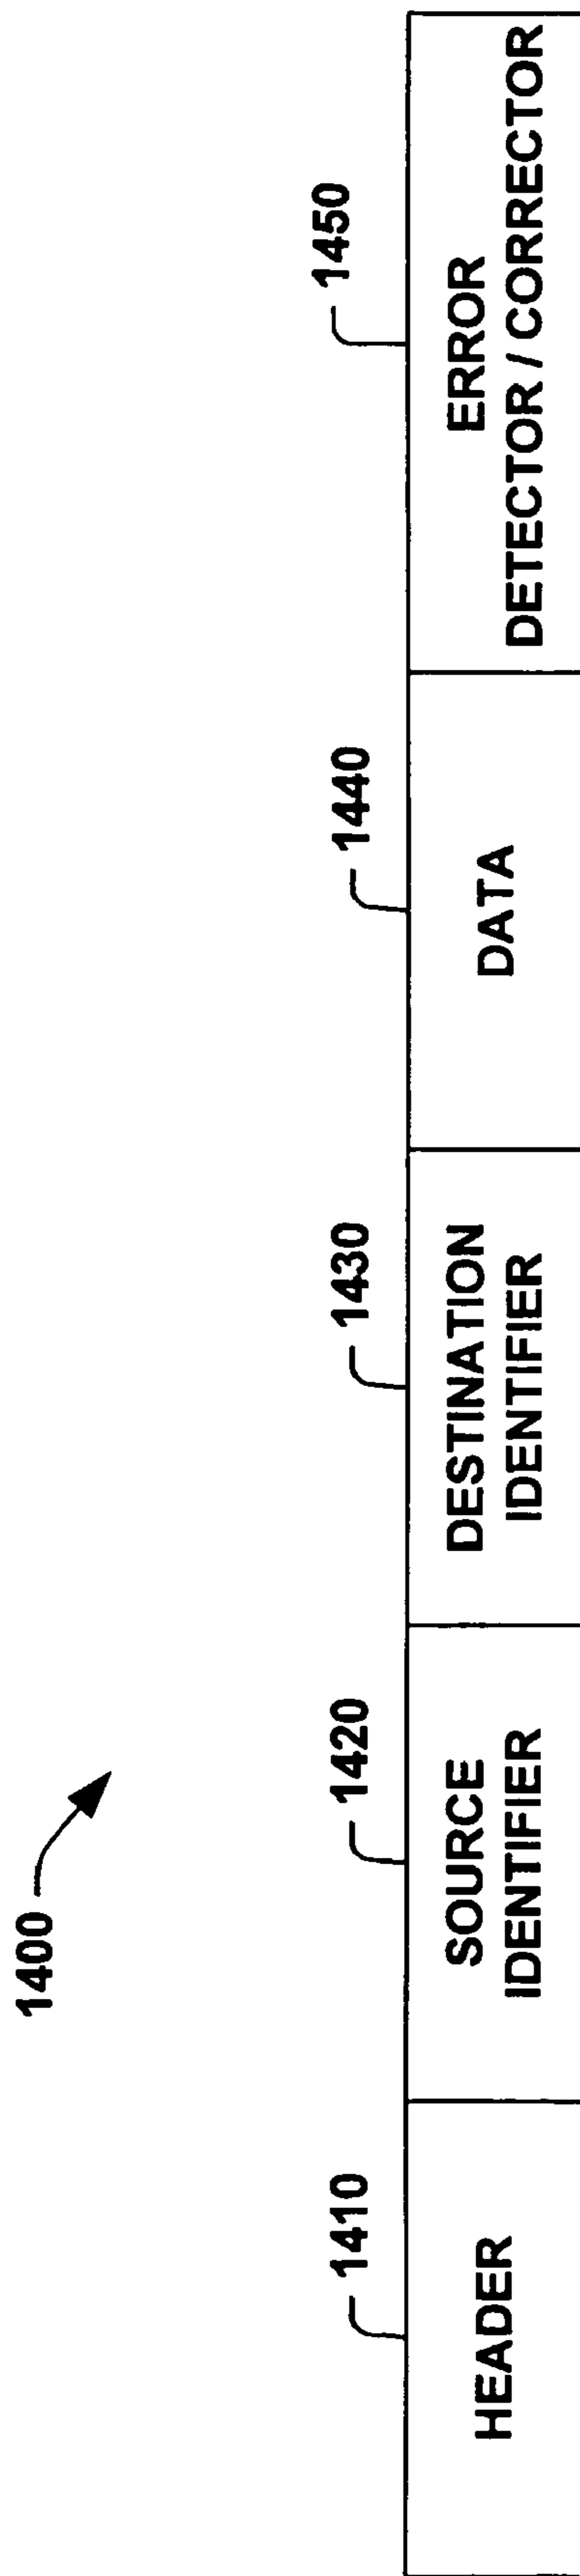 1400
1410
1420
1430
1440
1450
HEADER
SOURCE
IDENTIFIER
DESTINATION
IDENTIFIER
DATA
ERROR
DETECTOR / CORRECTOR